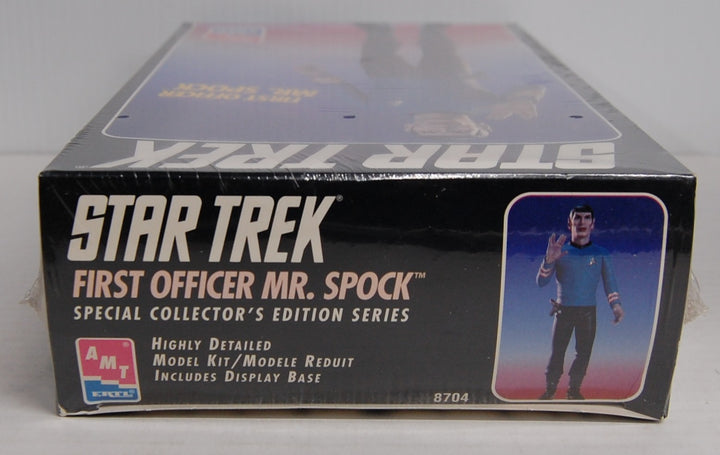 FIRST OFFICER
MR. SPOCK
STAR TREK
STAR TREK®
FIRST OFFICER MR. SPOCK™
SPECIAL COLLECTOR'S EDITION SERIES
AMT
ERTL®
HIGHLY DETAILED
MODEL KIT/MODELE REDUIT
INCLUDES DISPLAY BASE
8704